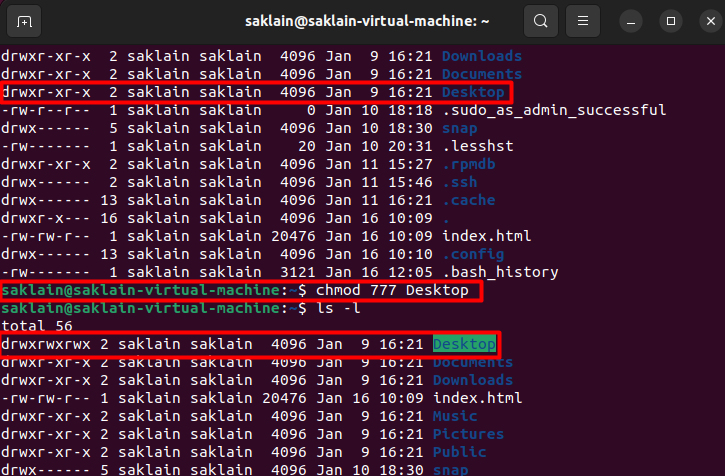 saklain@saklain-virtual-machine: ~
drwxr-xr-x  2 saklain saklain  4096 Jan  9 16:21 Downloads
drwxr-xr-x  2 saklain saklain  4096 Jan  9 16:21 Documents
drwxr-xr-x  2 saklain saklain  4096 Jan  9 16:21 Desktop
-rw-r--r--  1 saklain saklain     0 Jan 10 18:18 .sudo_as_admin_successful
drwx------  5 saklain saklain  4096 Jan 10 18:30 snap
-rw-------  1 saklain saklain    20 Jan 10 20:31 .lesshst
drwxr-xr-x  2 saklain saklain  4096 Jan 11 15:27 .rpmdb
drwx------  2 saklain saklain  4096 Jan 11 15:46 .ssh
drwx------ 13 saklain saklain  4096 Jan 11 16:21 .cache
drwxr-x--- 16 saklain saklain  4096 Jan 16 10:09 .
-rw-rw-r--  1 saklain saklain 20476 Jan 16 10:09 index.html
drwx------ 13 saklain saklain  4096 Jan 16 10:10 .config
-rw-------  1 saklain saklain  3121 Jan 16 12:05 .bash_history
saklain@saklain-virtual-machine:~$ chmod 777 Desktop
saklain@saklain-virtual-machine:~$ ls -l
total 56
drwxrwxrwx 2 saklain saklain  4096 Jan  9 16:21 Desktop
drwxr-xr-x 2 saklain saklain  4096 Jan  9 16:21 Documents
drwxr-xr-x 2 saklain saklain  4096 Jan  9 16:21 Downloads
-rw-rw-r-- 1 saklain saklain 20476 Jan 16 10:09 index.html
drwxr-xr-x 2 saklain saklain  4096 Jan  9 16:21 Music
drwxr-xr-x 2 saklain saklain  4096 Jan  9 16:21 Pictures
drwxr-xr-x 2 saklain saklain  4096 Jan  9 16:21 Public
drwx------ 5 saklain saklain  4096 Jan 10 18:30 snap